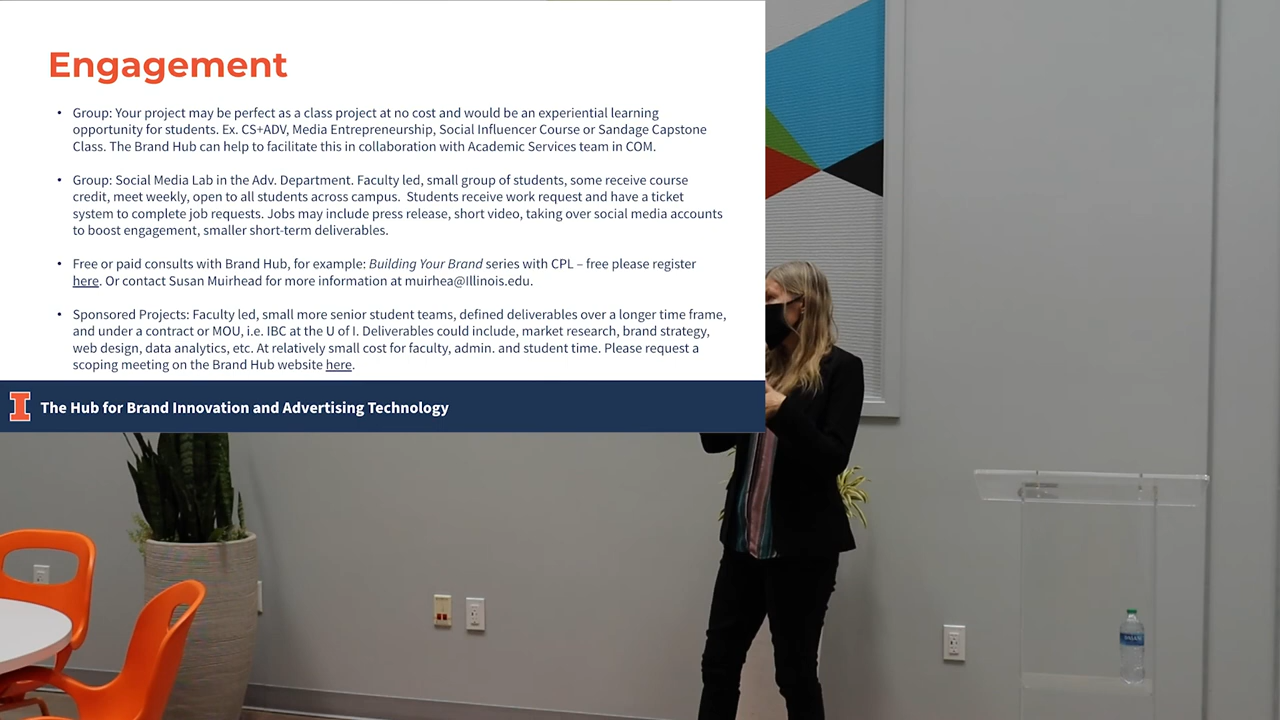 Engagement
• Group: Your project may be perfect as a class project at no cost and would be an experiential learning
opportunity for students. Ex. CS+ADV, Media Entrepreneurship, Social Influencer Course or Sandage Capstone
Class. The Brand Hub can help to facilitate this in collaboration with Academic Services team in COM.
• Group: Social Media Lab in the Adv. Department. Faculty led, small group of students, some receive course
credit, meet weekly, open to all students across campus. Students receive work request and have a ticket
system to complete job requests. Jobs may include press release, short video, taking over social media accounts
to boost engagement, smaller short-term deliverables.
• Free or paid consults with Brand Hub, for example: Building Your Brand series with CPL – free please register
here. Or contact Susan Muirhead for more information at muirhea@Illinois.edu.
• Sponsored Projects: Faculty led, small more senior student teams, defined deliverables over a longer time frame,
and under a contract or MOU, i.e. IBC at the U of I. Deliverables could include, market research, brand strategy,
web design, data analytics, etc. At relatively small cost for faculty, admin. and student time. Please request a
scoping meeting on the Brand Hub website here.
The Hub for Brand Innovation and Advertising Technology